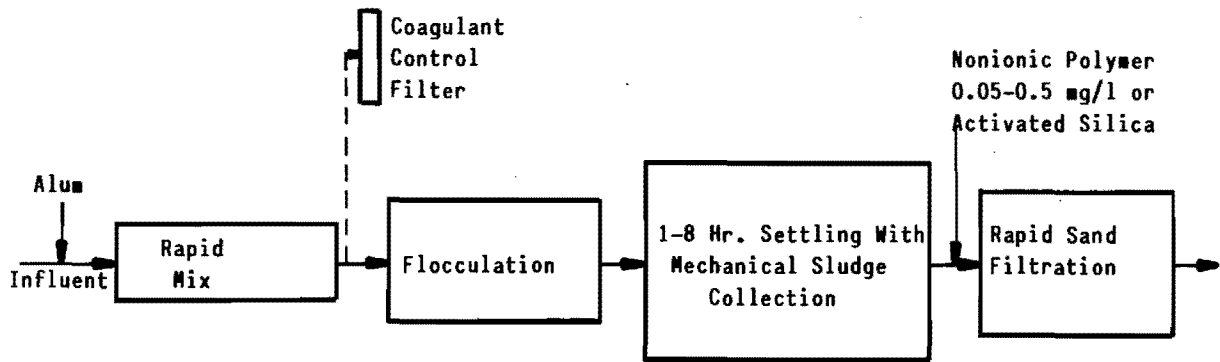 Coagulant
Control
Filter
Nonionic Polymer
0.05-0.5 mg/l or
Activated Silica
Alum
Influent
Rapid
Mix
Flocculation
1-8 Hr. Settling With
Mechanical Sludge
Collection
Rapid Sand
Filtration